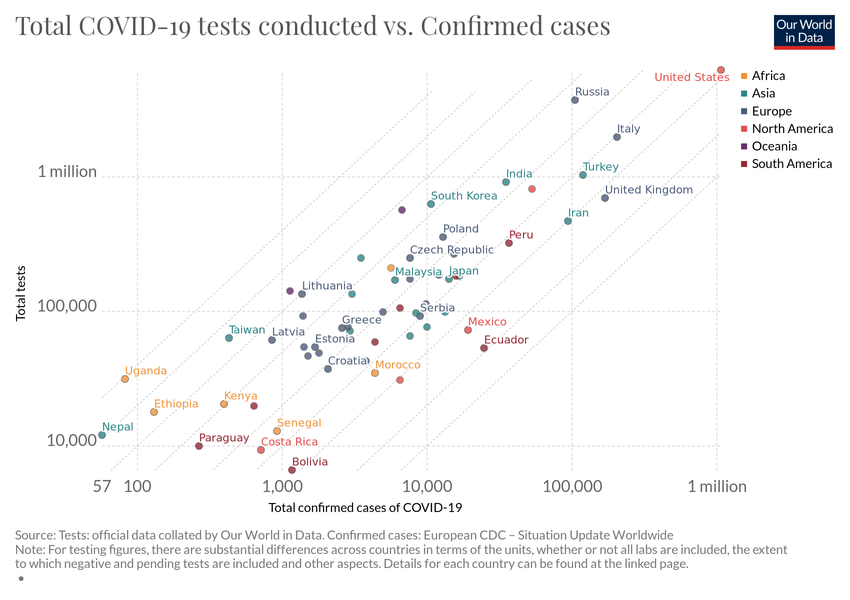 Total COVID-19 tests conducted vs. Confirmed cases
Our World
in Data
United States
Africa
Asia
Europe
North America
Oceania
South America
Russia
Italy
1 million
India
Turkey
South Korea
United Kingdom
Iran
Poland
Peru
Czech Republic
Malaysia
Japan
Lithuania
100,000
Serbia
Greece
Mexico
Taiwan
Latvia
Estonia
Ecuador
Croatia
Morocco
Uganda
Ethiopia
Kenya
Senegal
Nepal
10,000
Paraguay
Costa Rica
Bolivia
Total tests
57
100
1,000
10,000
100,000
1 million
Total confirmed cases of COVID-19
Source: Tests: official data collated by Our World in Data. Confirmed cases: European CDC – Situation Update Worldwide
Note: For testing figures, there are substantial differences across countries in terms of the units, whether or not all labs are included, the extent
to which negative and pending tests are included and other aspects. Details for each country can be found at the linked page.